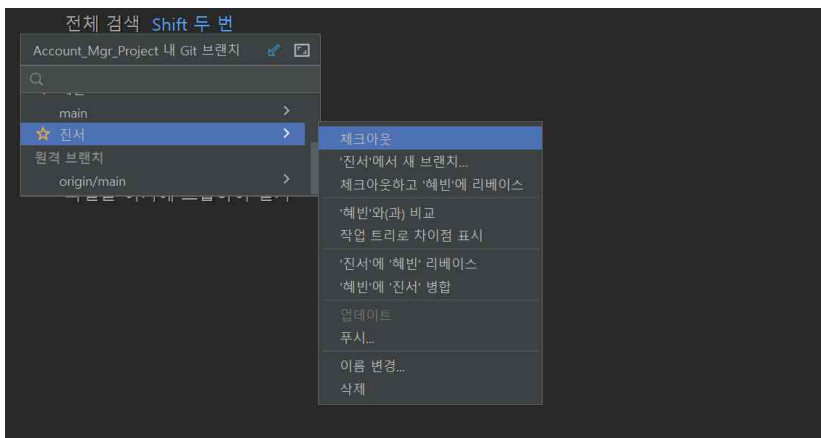 전체 검색 Shift 두 번
Account_Mgr_Project 내 Git 브랜치
main
진서
원격 브랜치
origin/main
체크아웃
'진서'에서 새 브랜치...
체크아웃하고 '혜빈'에 리베이스
'혜빈'와(과) 비교
작업 트리로 차이점 표시
'진서'에 '혜빈' 리베이스
'혜빈'에 '진서' 병합
업데이트
푸시...
이름 변경...
삭제